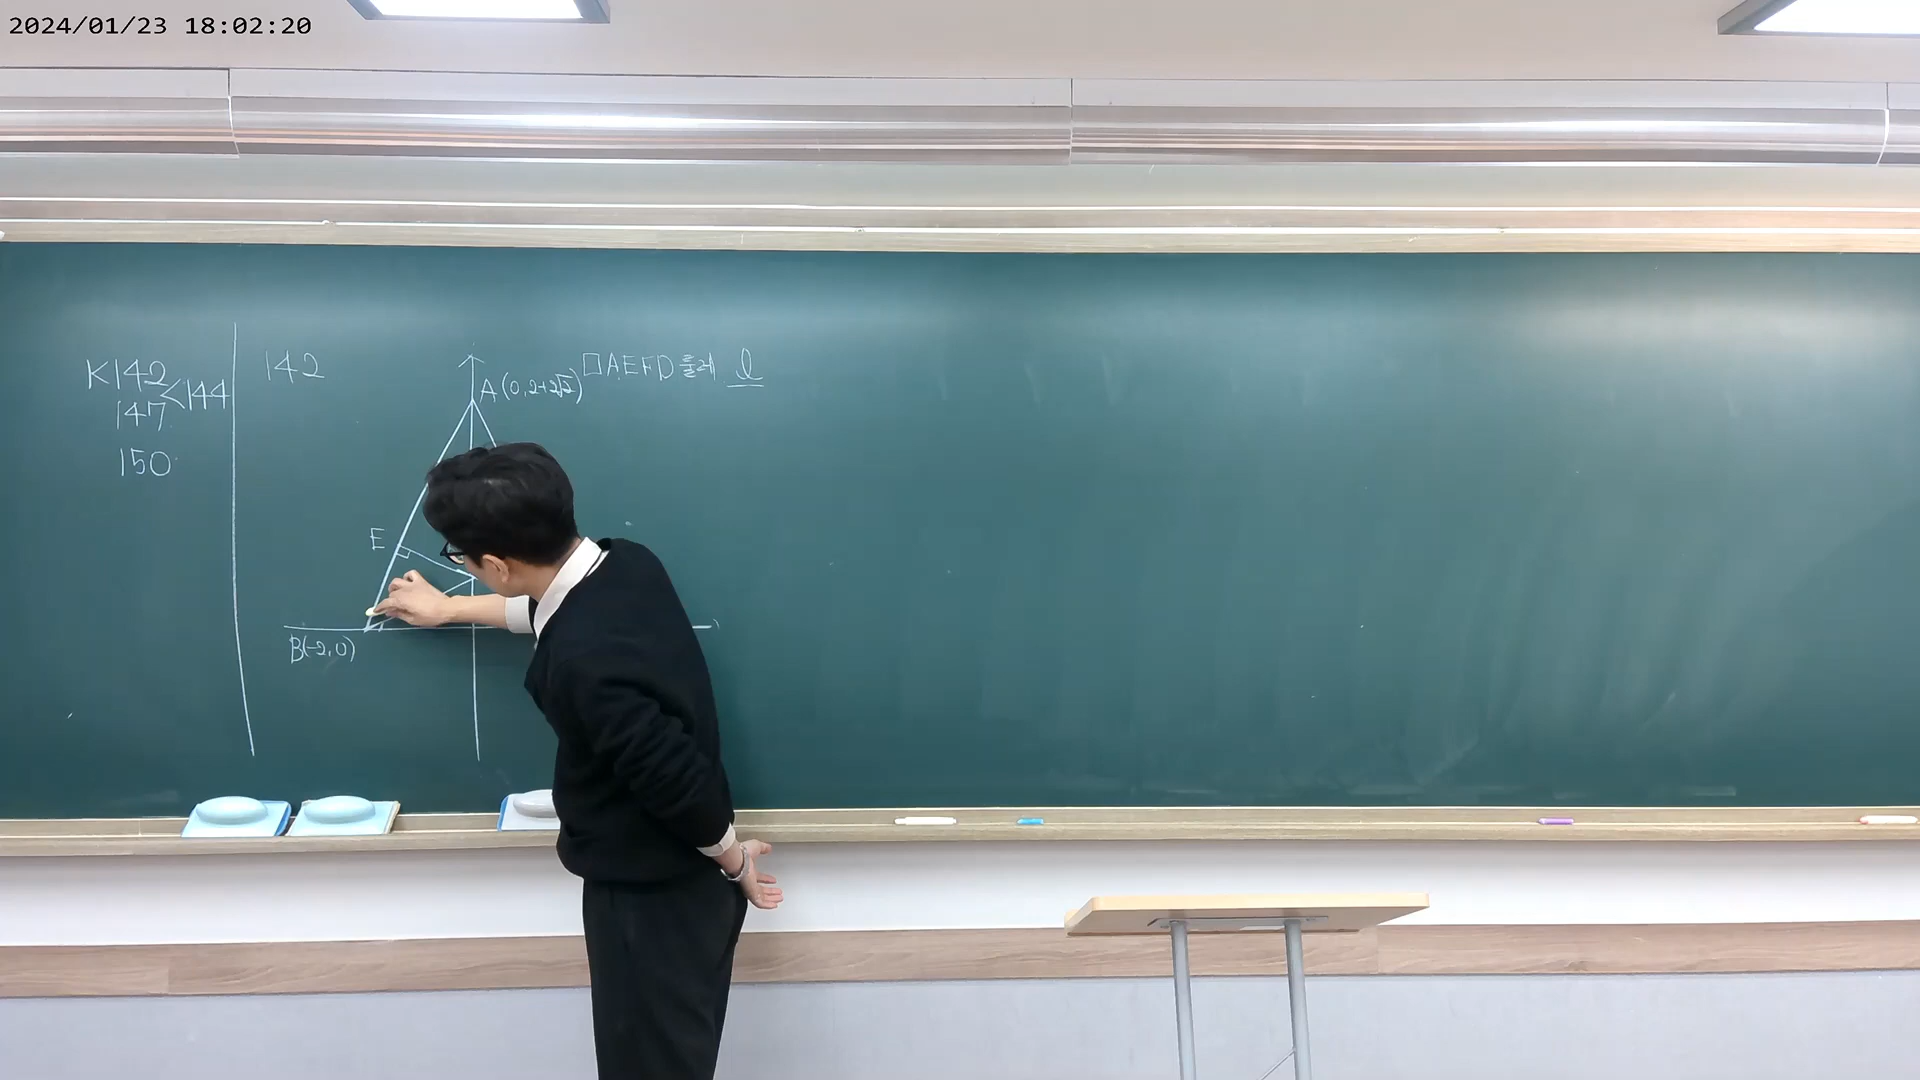 2024/01/23 18:02:20
K142
147
<144
150
142
A(0, 2+2√2)
□AEFD 둘레 l
E
B(-2, 0)